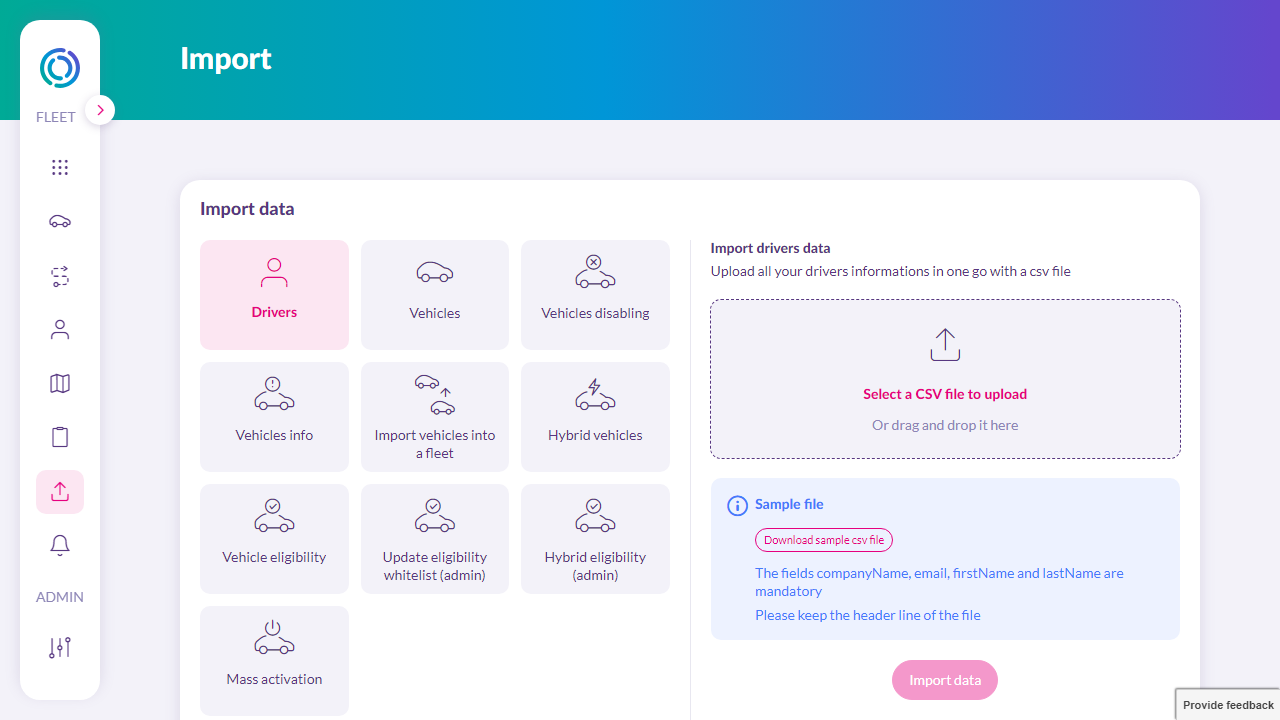 Import
FLEET
ADMIN
Import data
Drivers
Vehicles
Vehicles disabling
Vehicles info
Import vehicles into
a fleet
Hybrid vehicles
Vehicle eligibility
Update eligibility
whitelist (admin)
Hybrid eligibility
(admin)
Mass activation
Import drivers data
Upload all your drivers informations in one go with a csv file
Select a CSV file to upload
Or drag and drop it here
Sample file
Download sample csv file
The fields companyName, email, firstName and lastName are
mandatory
Please keep the header line of the file
Import data
Provide feedback